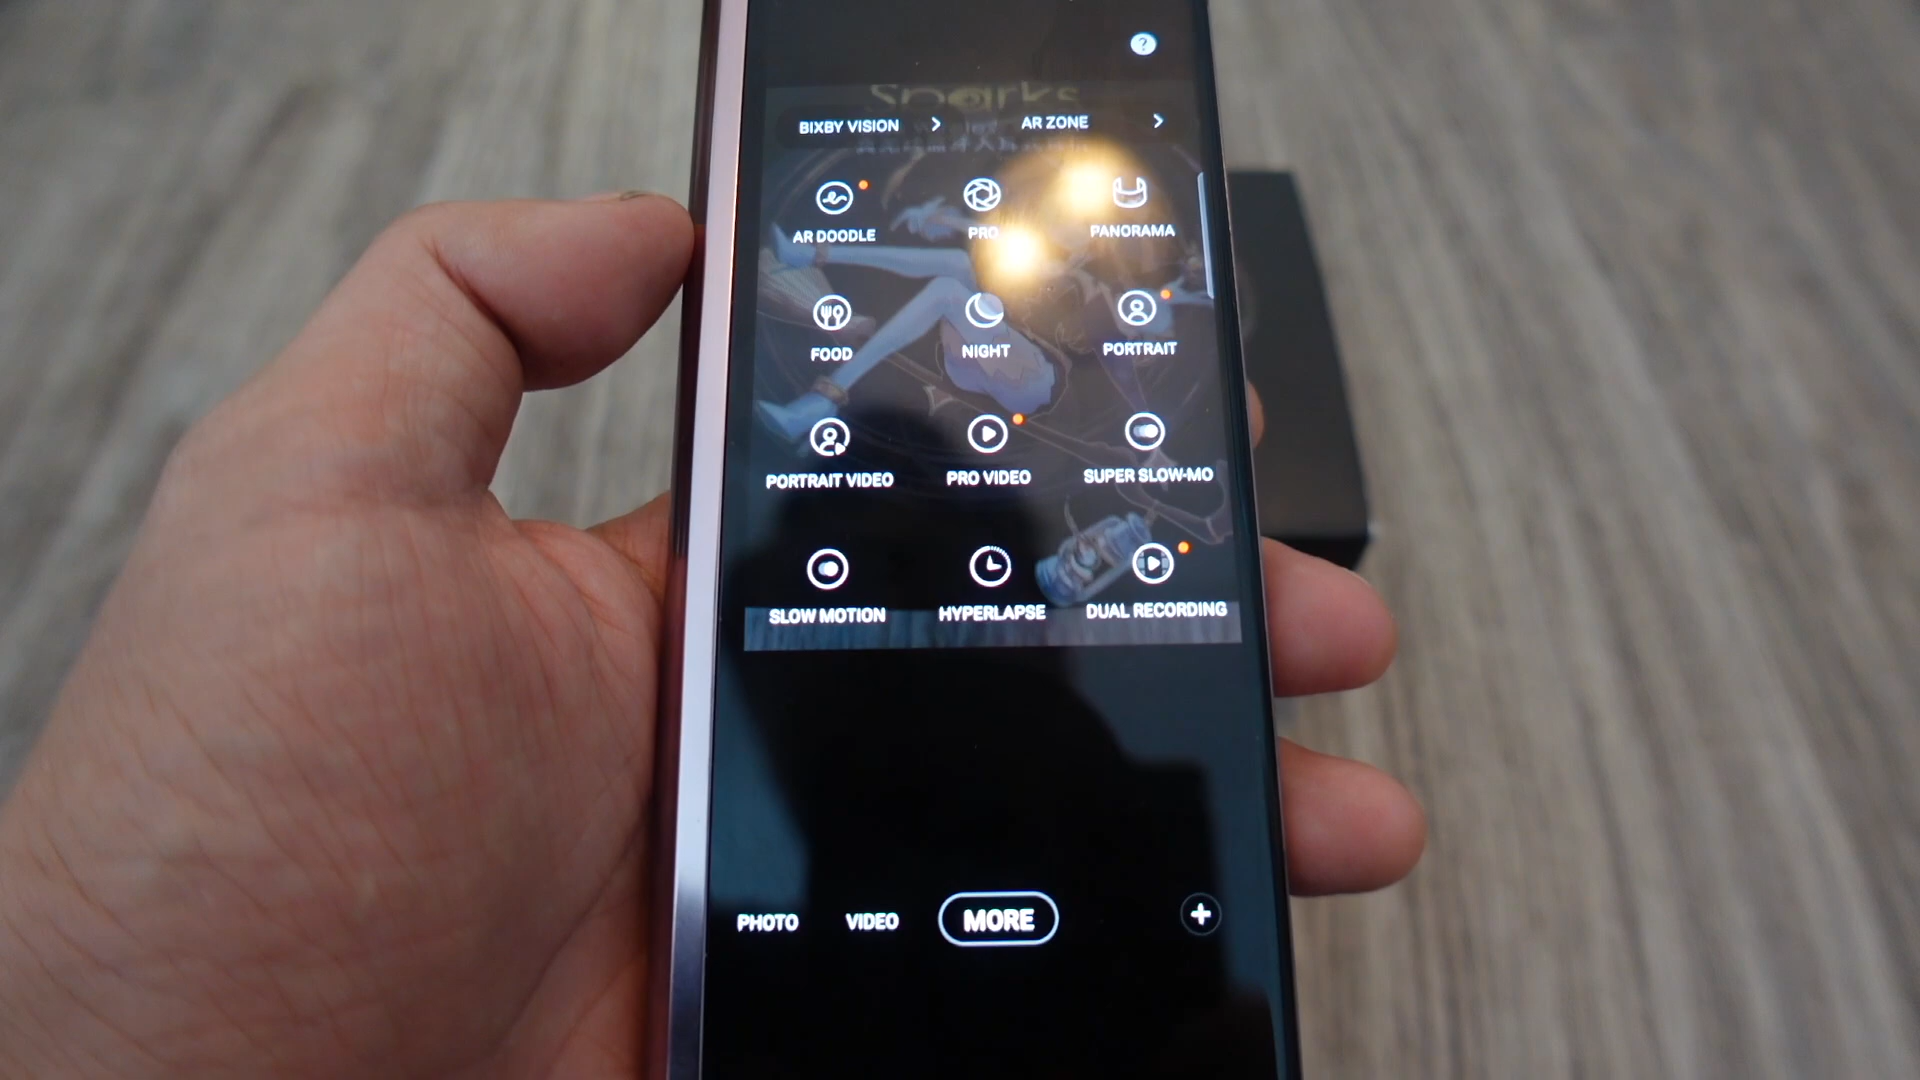 ?
Sparks
BIXBY VISION > AR ZONE >
AR DOODLE PRO PANORAMA
FOOD NIGHT PORTRAIT
PORTRAIT VIDEO PRO VIDEO SUPER SLOW-MO
SLOW MOTION HYPERLAPSE DUAL RECORDING
PHOTO VIDEO MORE +